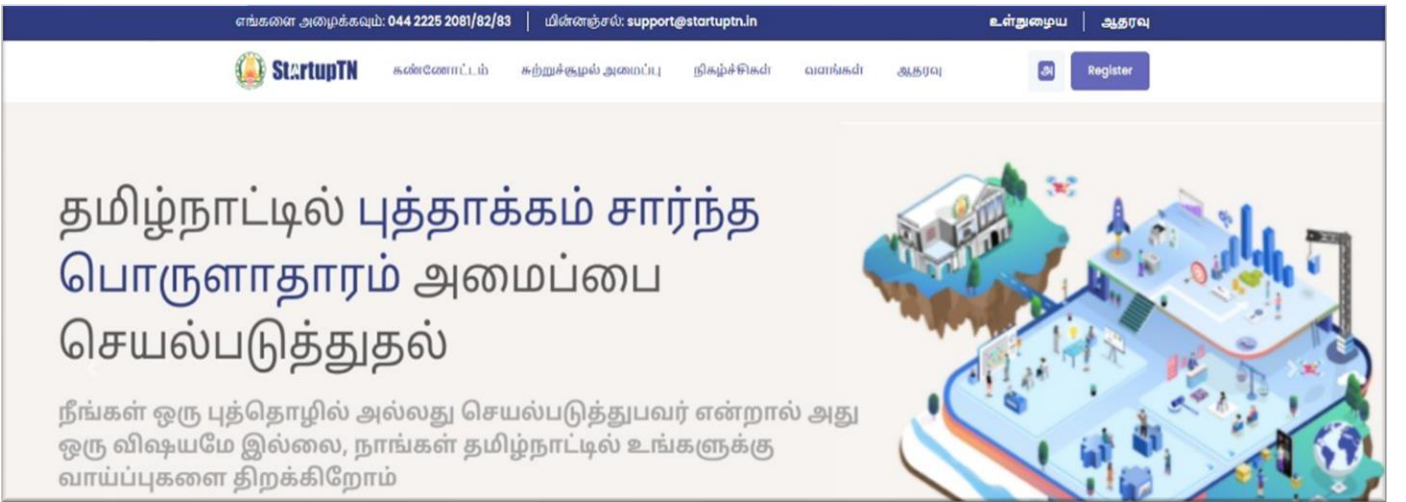 எங்களை அழைக்கவும்: 044 2225 2081/82/83 | மின்னஞ்சல்: support@startuptn.in உள்நுழைய | ஆதரவு
StartupTN கண்ணோட்டம் சுற்றுச்சூழல் அமைப்பு நிகழ்ச்சிகள் வளங்கள் ஆதரவு அ Register
தமிழ்நாட்டில் புத்தாக்கம் சார்ந்த
பொருளாதாரம் அமைப்பை
செயல்படுத்துதல்
நீங்கள் ஒரு புத்தொழில் அல்லது செயல்படுத்துபவர் என்றால் அது
ஒரு விஷயமே இல்லை, நாங்கள் தமிழ்நாட்டில் உங்களுக்கு
வாய்ப்புகளை திறக்கிறோம்